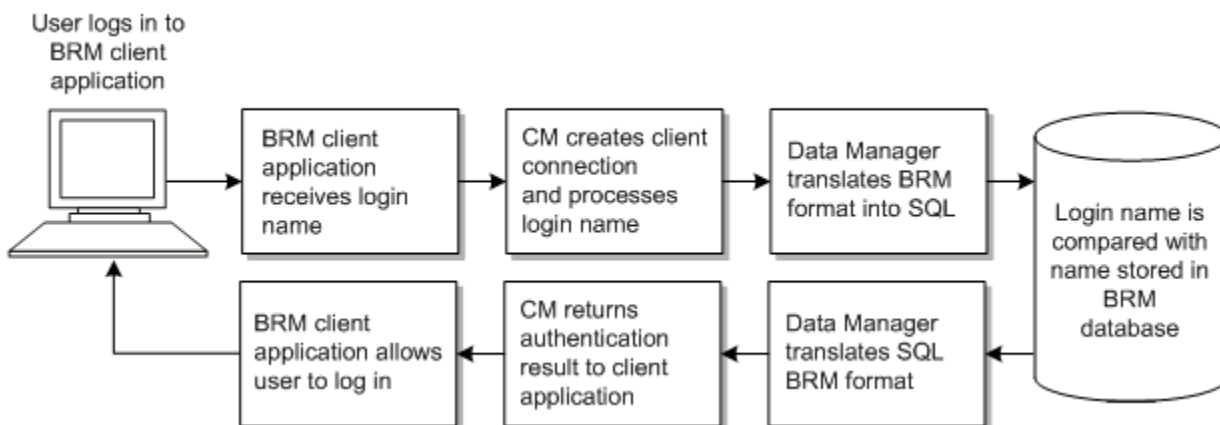 User logs in to
BRM client
application
BRM client
application
receives login
name
CM creates client
connection
and processes
login name
Data Manager
translates BRM
format into SQL
Login name is
compared with
name stored in
BRM
database
BRM client
application allows
user to log in
CM returns
authentication
result to client
application
Data Manager
translates SQL
BRM format